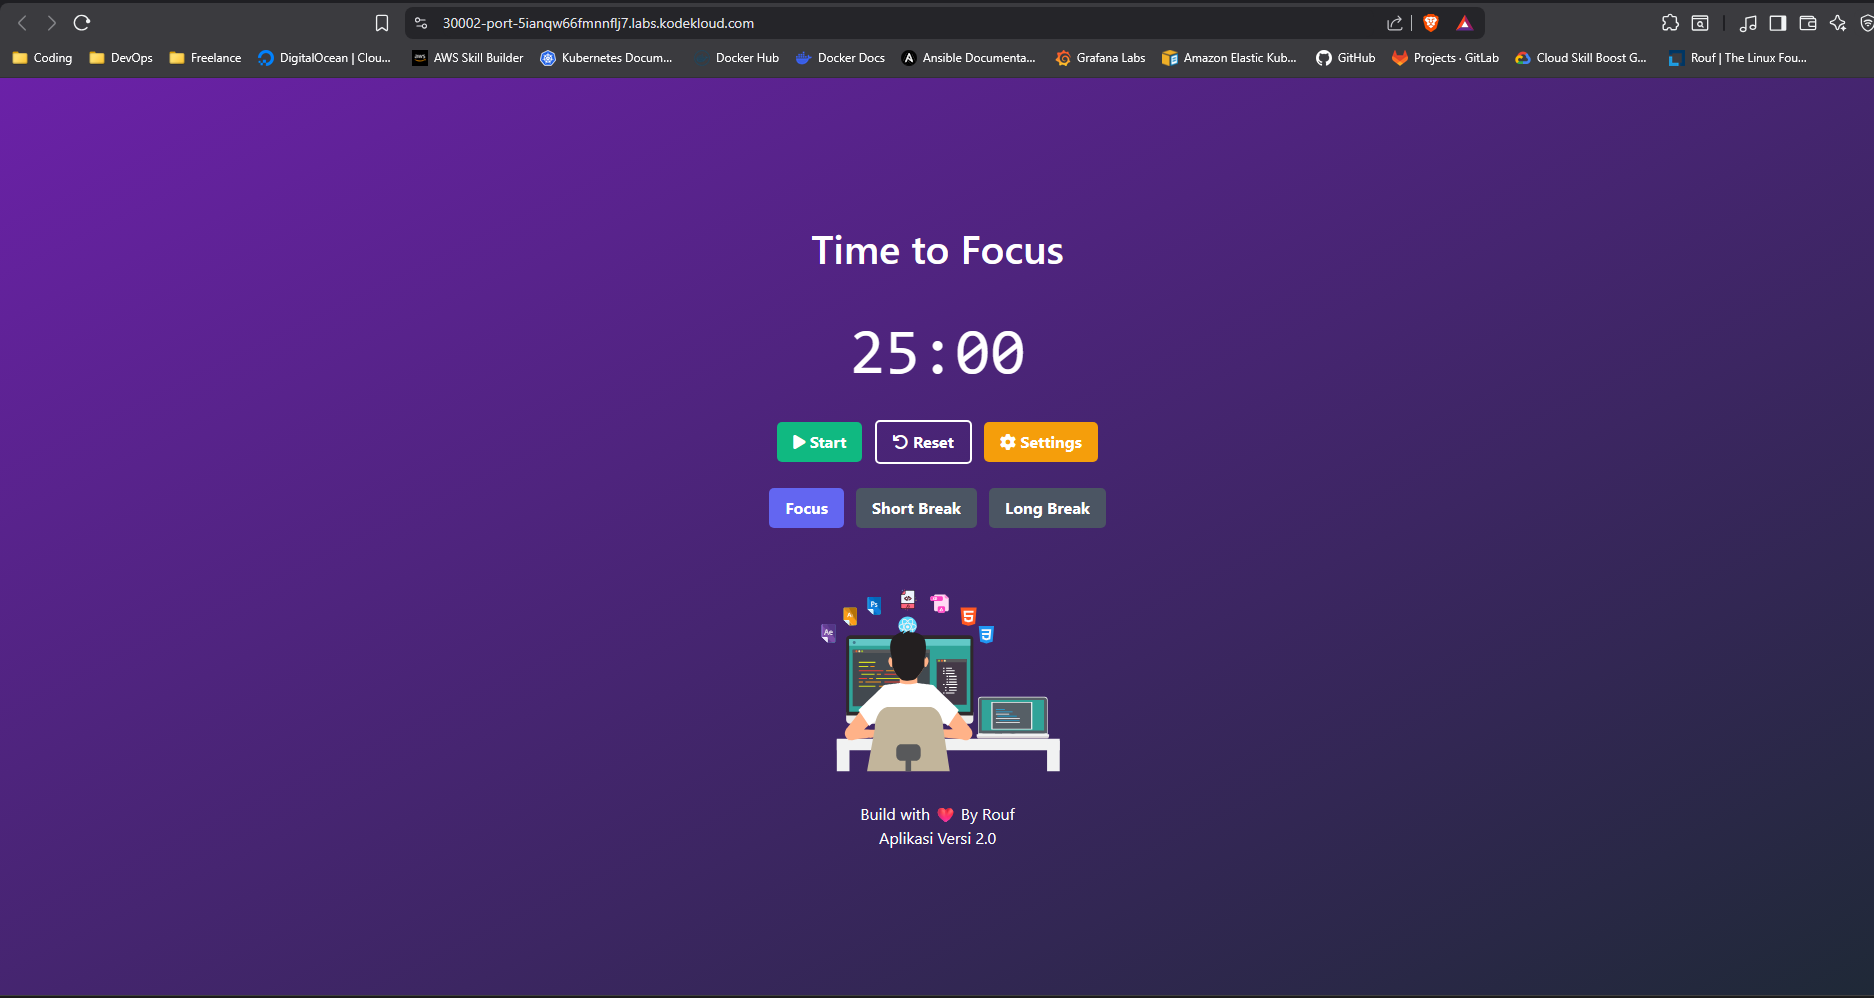 30002-port-5ianqw66fmnnflj7.labs.kodekloud.com
Coding DevOps Freelance DigitalOcean | Clou... AWS Skill Builder Kubernetes Docum... Docker Hub Docker Docs Ansible Documenta... Grafana Labs Amazon Elastic Kub... GitHub Projects · GitLab Cloud Skill Boost G... Rouf | The Linux Fou...
Time to Focus
25:00
Start Reset Settings
Focus Short Break Long Break
Ps
Ae
Build with ❤️ By Rouf
Aplikasi Versi 2.0